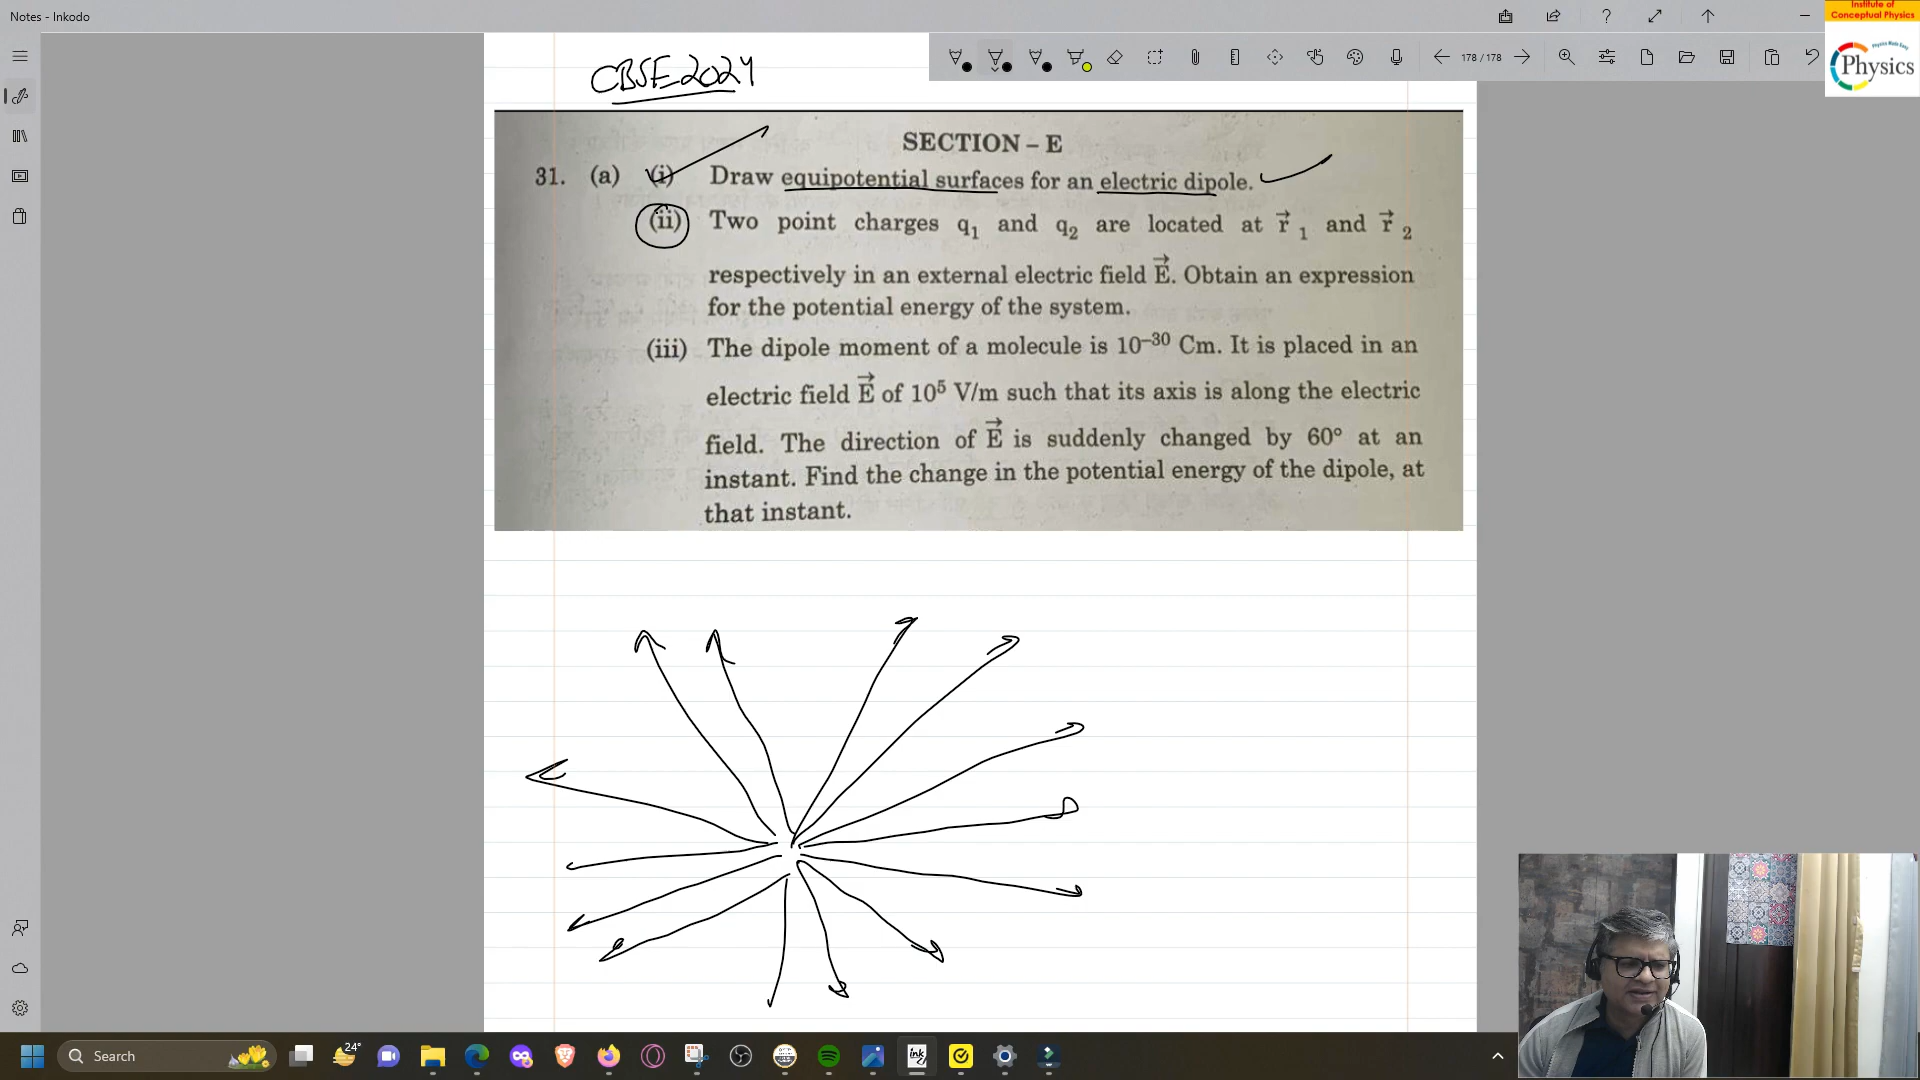 Notes - Inkodo
Institute of
Conceptual Physics
Physics Made Easy
Physics
178 / 178
CBSE-2024
SECTION – E
31. (a) (i) Draw equipotential surfaces for an electric dipole.
(ii) Two point charges q₁ and q₂ are located at r⃗ ₁ and r⃗ ₂
respectively in an external electric field E⃗. Obtain an expression
for the potential energy of the system.
(iii) The dipole moment of a molecule is 10⁻³⁰ Cm. It is placed in an
electric field E⃗ of 10⁵ V/m such that its axis is along the electric
field. The direction of E⃗ is suddenly changed by 60° at an
instant. Find the change in the potential energy of the dipole, at
that instant.
Search
24°
ink